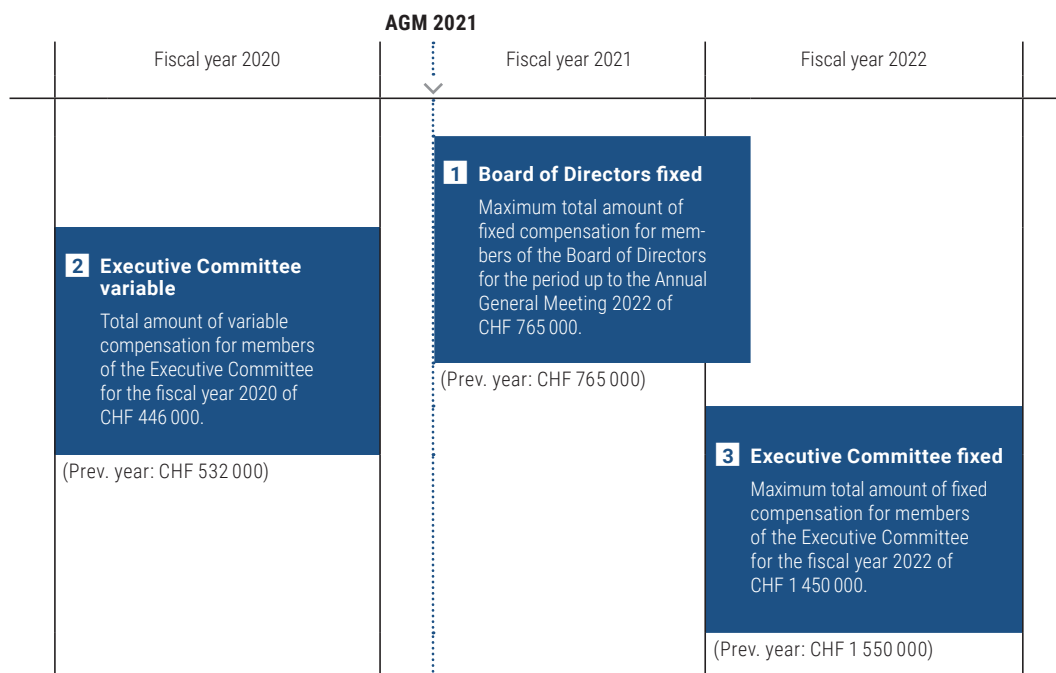 AGM 2021
Fiscal year 2020
Fiscal year 2021
Fiscal year 2022
1 Board of Directors fixed
Maximum total amount of
fixed compensation for mem-
bers of the Board of Directors
for the period up to the Annual
General Meeting 2022 of
CHF 765 000.
(Prev. year: CHF 765 000)
2 Executive Committee
variable
Total amount of variable
compensation for members
of the Executive Committee
for the fiscal year 2020 of
CHF 446 000.
(Prev. year: CHF 532 000)
3 Executive Committee fixed
Maximum total amount of fixed
compensation for members
of the Executive Committee
for the fiscal year 2022 of
CHF 1 450 000.
(Prev. year: CHF 1 550 000)